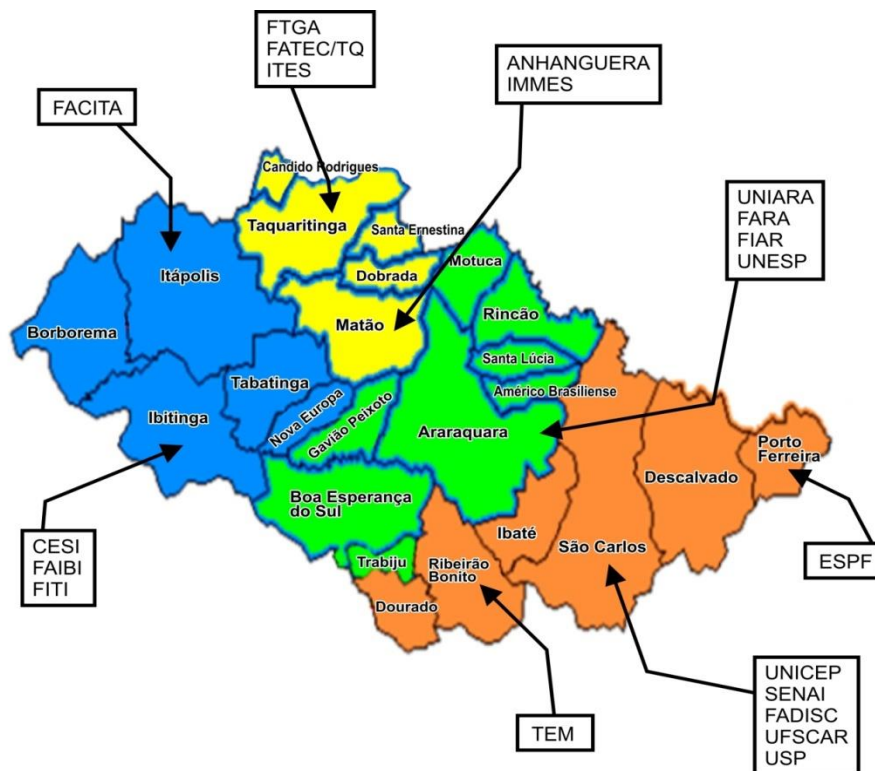 FTGA
FATEC/TQ
ITES
ANHANGUERA
IMMES
FACITA
UNIARA
FARA
FIAR
UNESP
Candido Rodrigues
Taquaritinga
Santa Ernestina
Dobrada
Motuca
Itápolis
Borborema
Matão
Rincão
Santa Lúcia
Américo Brasiliense
Tabatinga
Ibitinga
Nova Europa
Gavião Peixoto
Araraquara
Porto
Ferreira
Descalvado
Boa Esperança
do Sul
Ibaté
São Carlos
Trabiju
Ribeirão
Bonito
Dourado
CESI
FAIBI
FITI
ESPF
TEM
UNICEP
SENAI
FADISC
UFSCAR
USP